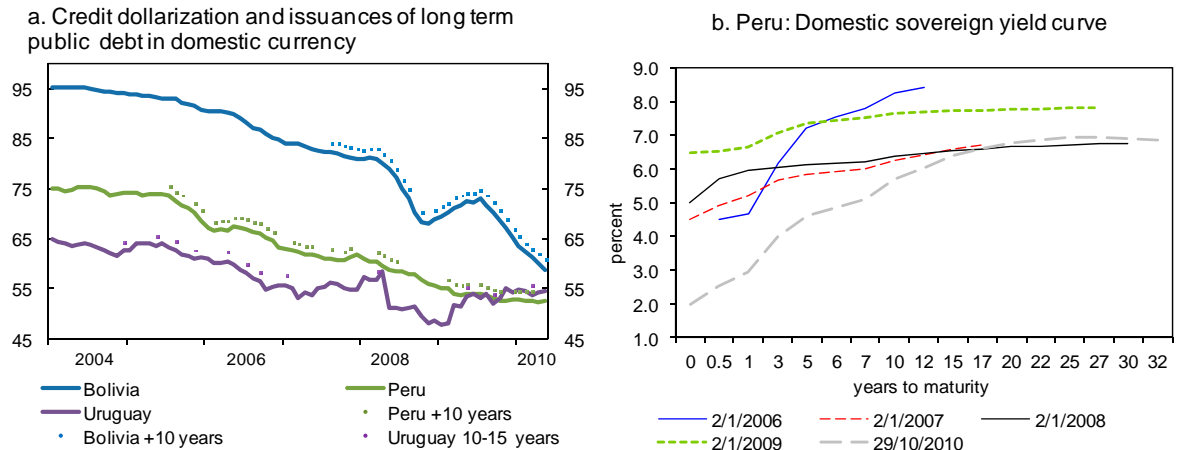 a. Credit dollarization and issuances of long term
public debt in domestic currency
95
85
75
65
55
45
95
85
75
65
55
45
2004 2006 2008 2010
Bolivia Peru
Uruguay Peru +10 years
Bolivia +10 years Uruguay 10-15 years
b. Peru: Domestic sovereign yield curve
percent
9.0
8.0
7.0
6.0
5.0
4.0
3.0
2.0
1.0
0 0.5 1 3 5 6 7 10 12 15 17 20 22 25 27 30 32
years to maturity
2/1/2006 2/1/2007 2/1/2008
2/1/2009 29/10/2010